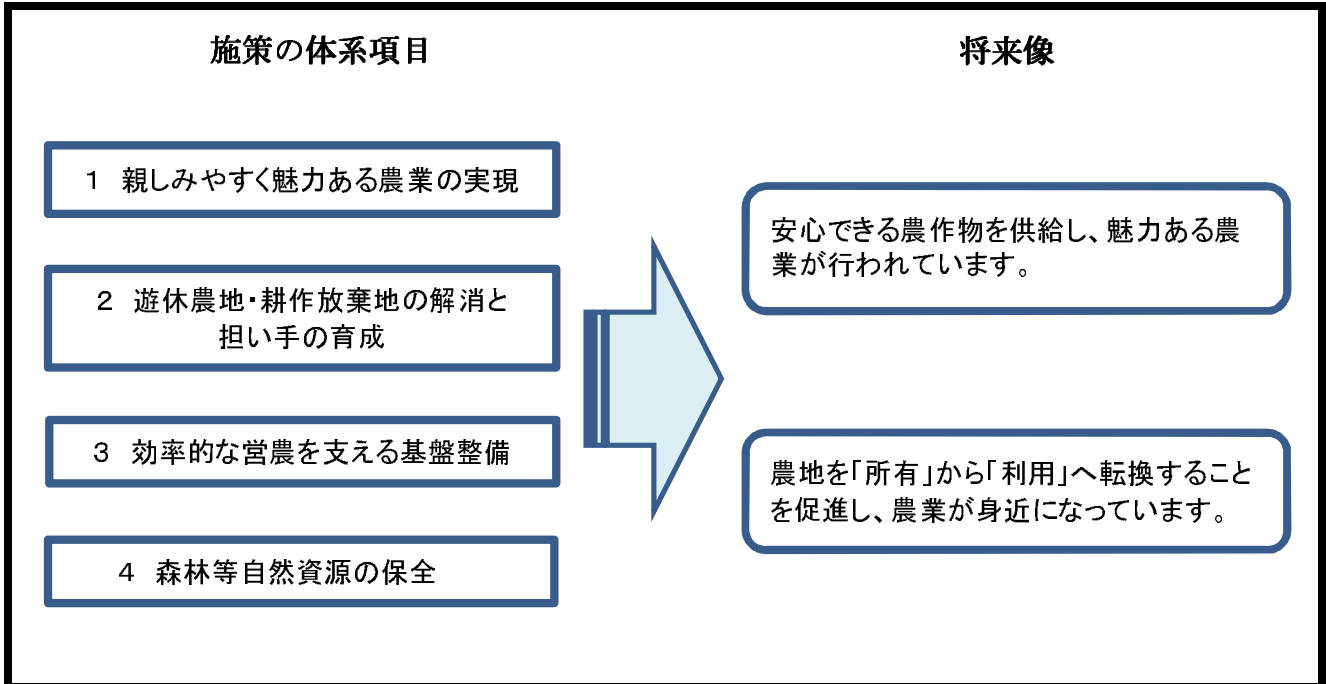 施策の体系項目
1 親しみやすく魅力ある農業の実現
2 遊休農地・耕作放棄地の解消と
担い手の育成
3 効率的な営農を支える基盤整備
4 森林等自然資源の保全
将来像
安心できる農作物を供給し、魅力ある農
業が行われています。
農地を「所有」から「利用」へ転換すること
を促進し、農業が身近になっています。